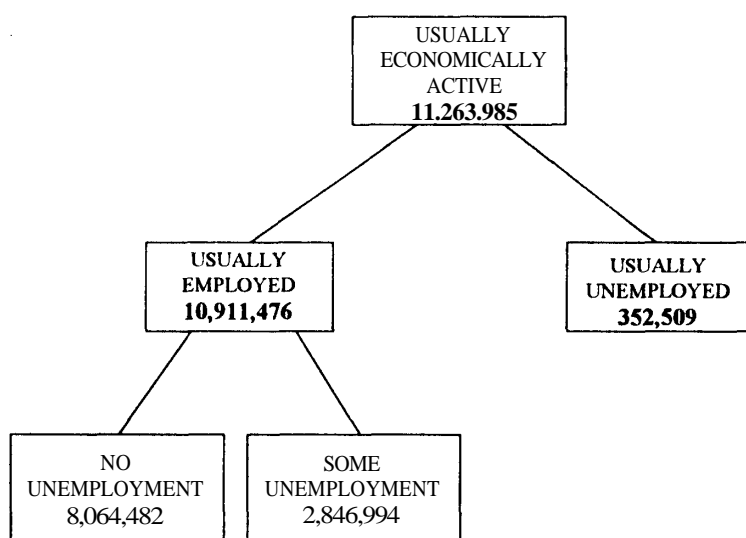 USUALLY
ECONOMICALLY
ACTIVE
11.263.985
USUALLY
EMPLOYED
10,911,476
USUALLY
UNEMPLOYED
352,509
NO
UNEMPLOYMENT
8,064,482
SOME
UNEMPLOYMENT
2,846,994